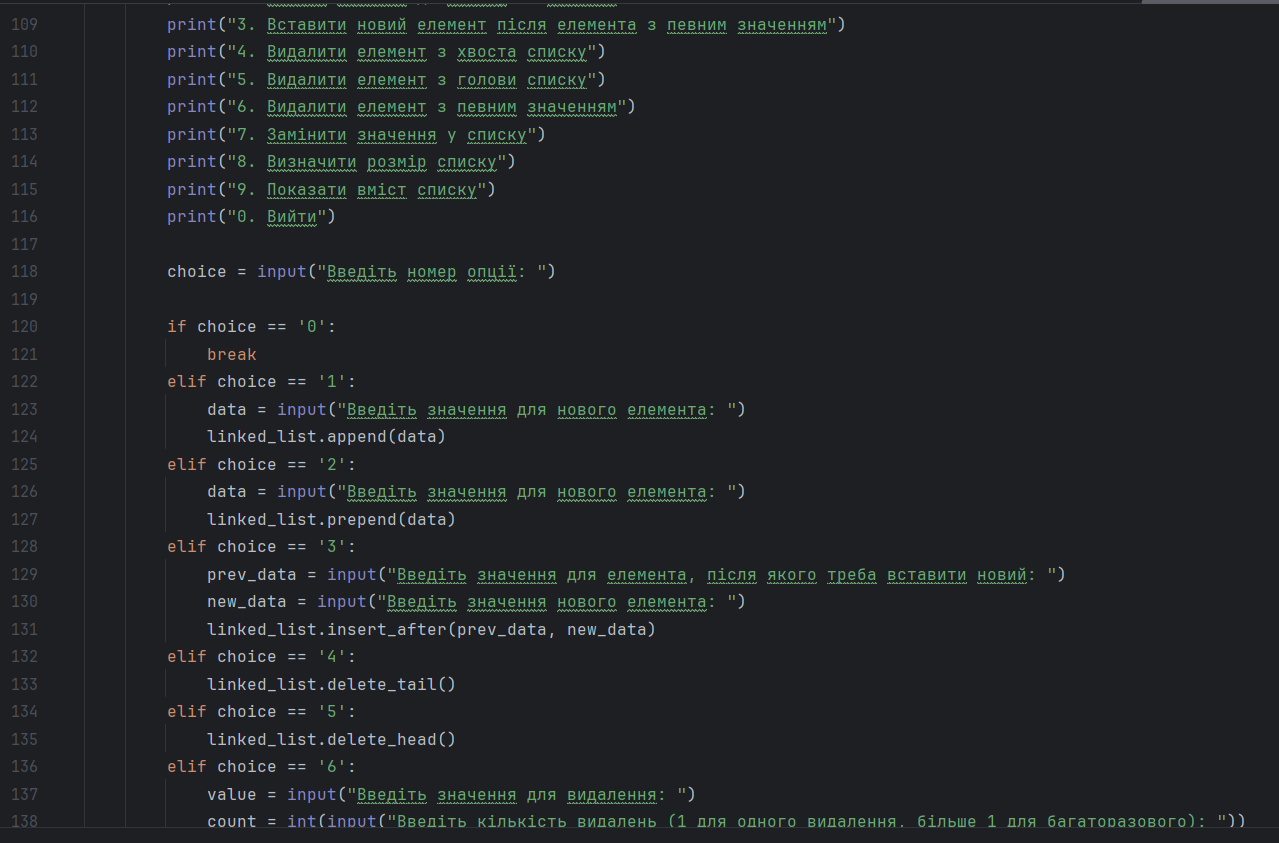 109 print("3. Вставити новий елемент після елемента з певним значенням")
110 print("4. Видалити елемент з хвоста списку")
111 print("5. Видалити елемент з голови списку")
112 print("6. Видалити елемент з певним значенням")
113 print("7. Замінити значення у списку")
114 print("8. Визначити розмір списку")
115 print("9. Показати вміст списку")
116 print("0. Вийти")
117
118 choice = input("Введіть номер опції: ")
119
120 if choice == '0':
121 break
122 elif choice == '1':
123 data = input("Введіть значення для нового елемента: ")
124 linked_list.append(data)
125 elif choice == '2':
126 data = input("Введіть значення для нового елемента: ")
127 linked_list.prepend(data)
128 elif choice == '3':
129 prev_data = input("Введіть значення для елемента, після якого треба вставити новий: ")
130 new_data = input("Введіть значення нового елемента: ")
131 linked_list.insert_after(prev_data, new_data)
132 elif choice == '4':
133 linked_list.delete_tail()
134 elif choice == '5':
135 linked_list.delete_head()
136 elif choice == '6':
137 value = input("Введіть значення для видалення: ")
138 count = int(input("Введіть кількість видалень (1 для одного видалення, більше 1 для багаторазового): "))